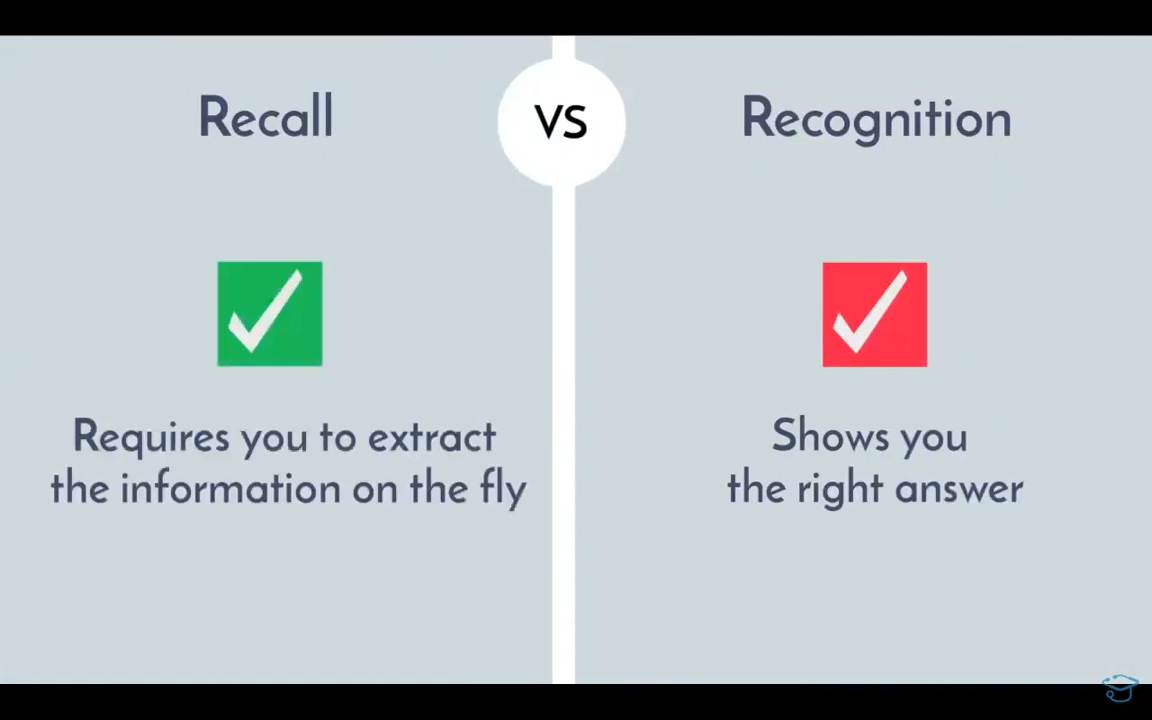 Recall
VS
Recognition
Requires you to extract
the information on the fly
Shows you
the right answer